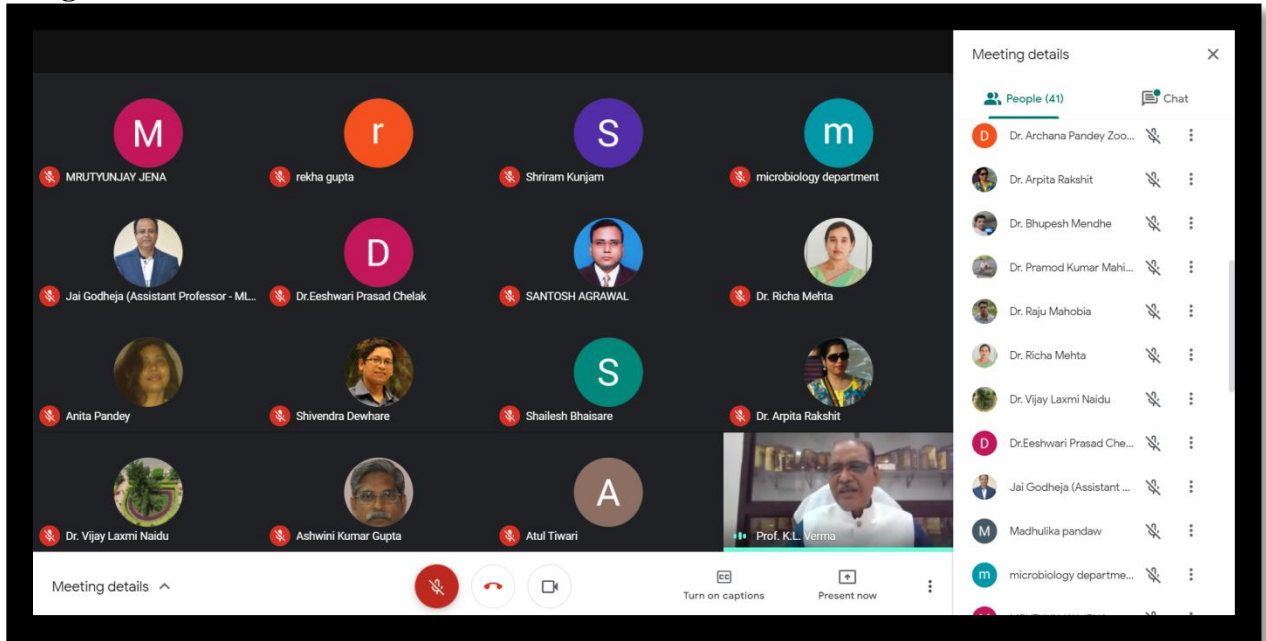 Meeting details
People (41)
Chat
M
r
S
m
MRUTYUNJAY JENA
rekha gupta
Shriram Kunjam
microbiology department
D
Jai Godheja (Assistant Professor - ML...
Dr.Eeshwari Prasad Chelak
SANTOSH AGRAWAL
Dr. Richa Mehta
S
Anita Pandey
Shivendra Dewhare
Shailesh Bhaisare
Dr. Arpita Rakshit
A
Dr. Vijay Laxmi Naidu
Ashwini Kumar Gupta
Atul Tiwari
Prof. K.L. Verma
D
Dr. Archana Pandey Zoo...
Dr. Arpita Rakshit
Dr. Bhupesh Mendhe
Dr. Pramod Kumar Mahi...
Dr. Raju Mahobia
Dr. Richa Mehta
Dr. Vijay Laxmi Naidu
D
Dr.Eeshwari Prasad Che...
Jai Godheja (Assistant ...
M
Madhulika pandaw
m
microbiology departme...
Meeting details
CC
Turn on captions
Present now